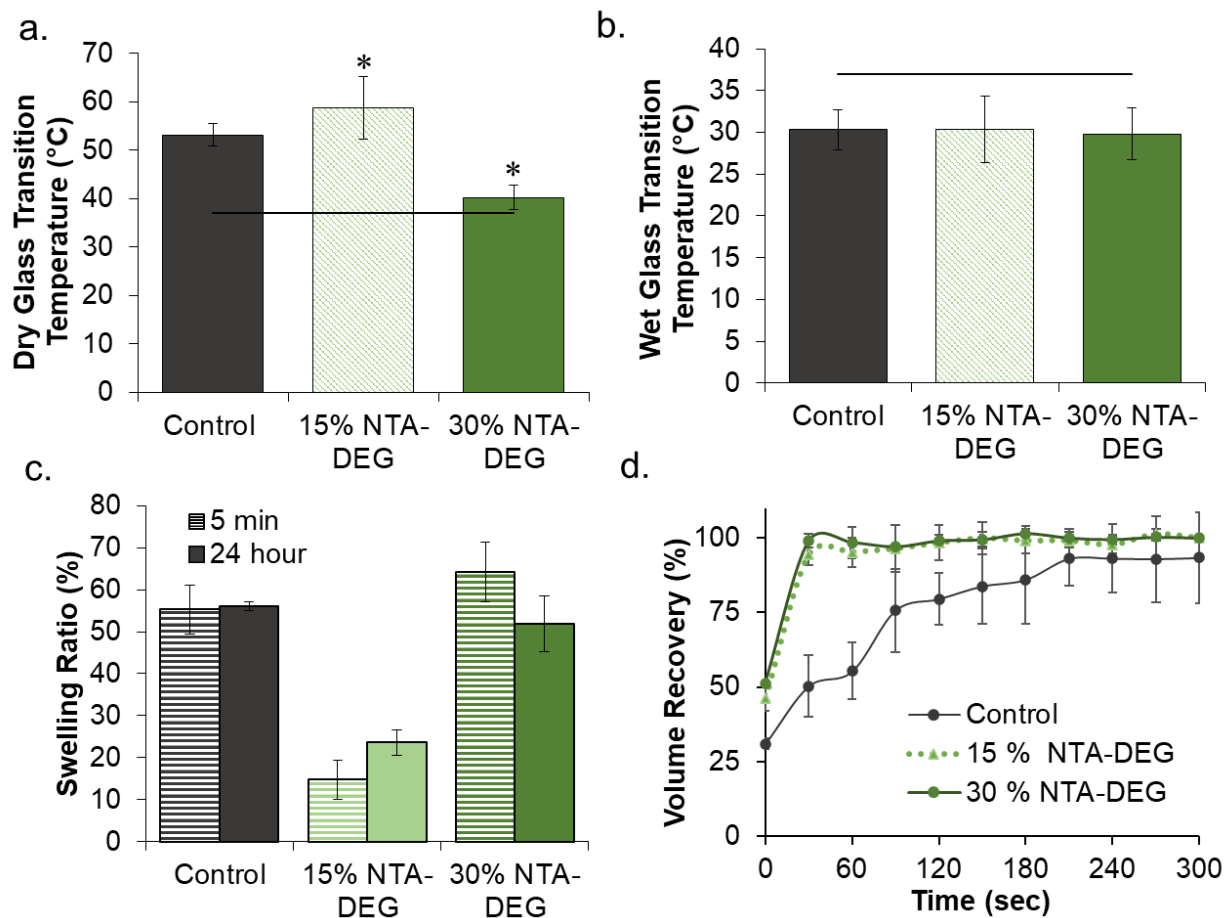 a.
Dry Glass Transition
Temperature (°C)
70
60
50
40
30
20
10
0
*
*
Control
15% NTA-
DEG
30% NTA-
DEG
b.
Wet Glass Transition
Temperature (°C)
40
35
30
25
20
15
10
5
0
Control
15% NTA-
DEG
30% NTA-
DEG
c.
Swelling Ratio (%)
80
70
60
50
40
30
20
10
0
5 min
24 hour
Control
15% NTA-
DEG
30% NTA-
DEG
d.
Volume Recovery (%)
100
75
50
25
0
Control
15 % NTA-DEG
30 % NTA-DEG
0
60
120
180
240
300
Time (sec)